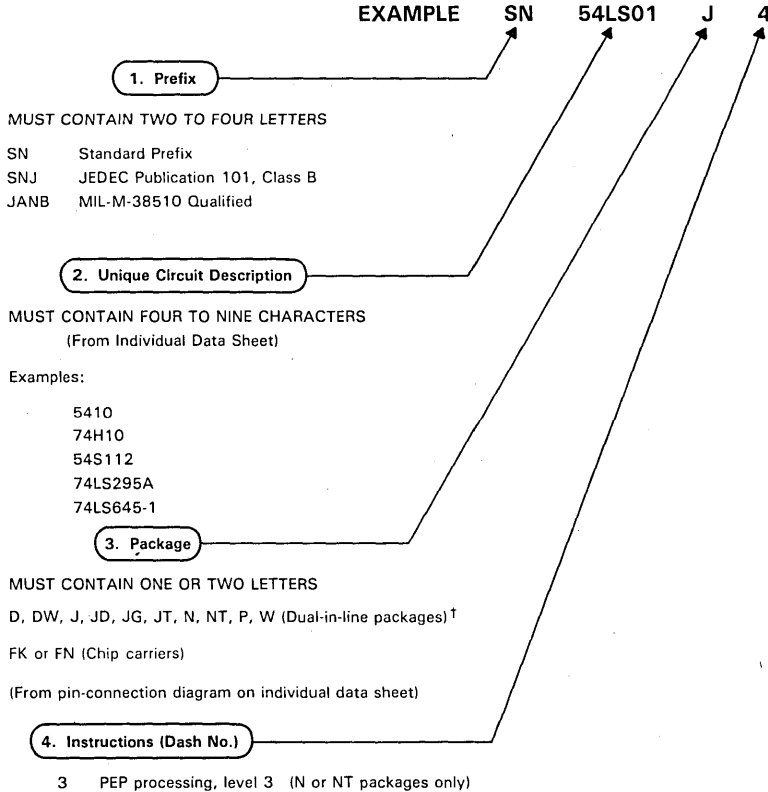 EXAMPLE SN 54LS01 J 4
1. Prefix
MUST CONTAIN TWO TO FOUR LETTERS
SN Standard Prefix
SNJ JEDEC Publication 101, Class B
JANB MIL-M-38510 Qualified
2. Unique Circuit Description
MUST CONTAIN FOUR TO NINE CHARACTERS
(From Individual Data Sheet)
Examples:
5410
74H10
54S112
74LS295A
74LS645-1
3. Package
MUST CONTAIN ONE OR TWO LETTERS
D, DW, J, JD, JG, JT, N, NT, P, W (Dual-in-line packages)†
FK or FN (Chip carriers)
(From pin-connection diagram on individual data sheet)
4. Instructions (Dash No.)
3 PEP processing, level 3 (N or NT packages only)